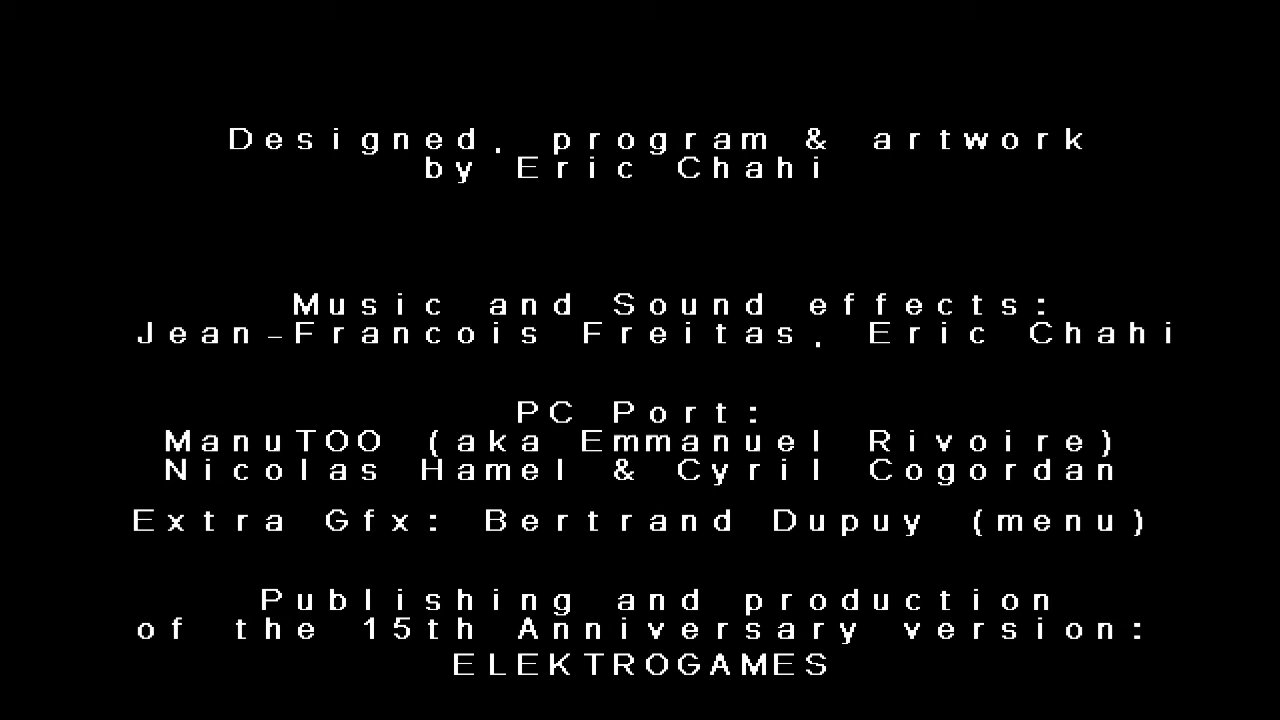 Designed, program & artwork
by Eric Chahi
Music and Sound effects:
Jean-Francois Freitas, Eric Chahi
PC Port:
ManuTOO (aka Emmanuel Rivoire)
Nicolas Hamel & Cyril Cogordan
Extra Gfx: Bertrand Dupuy (menu)
Publishing and production
of the 15th Anniversary version:
ELEKTROGAMES